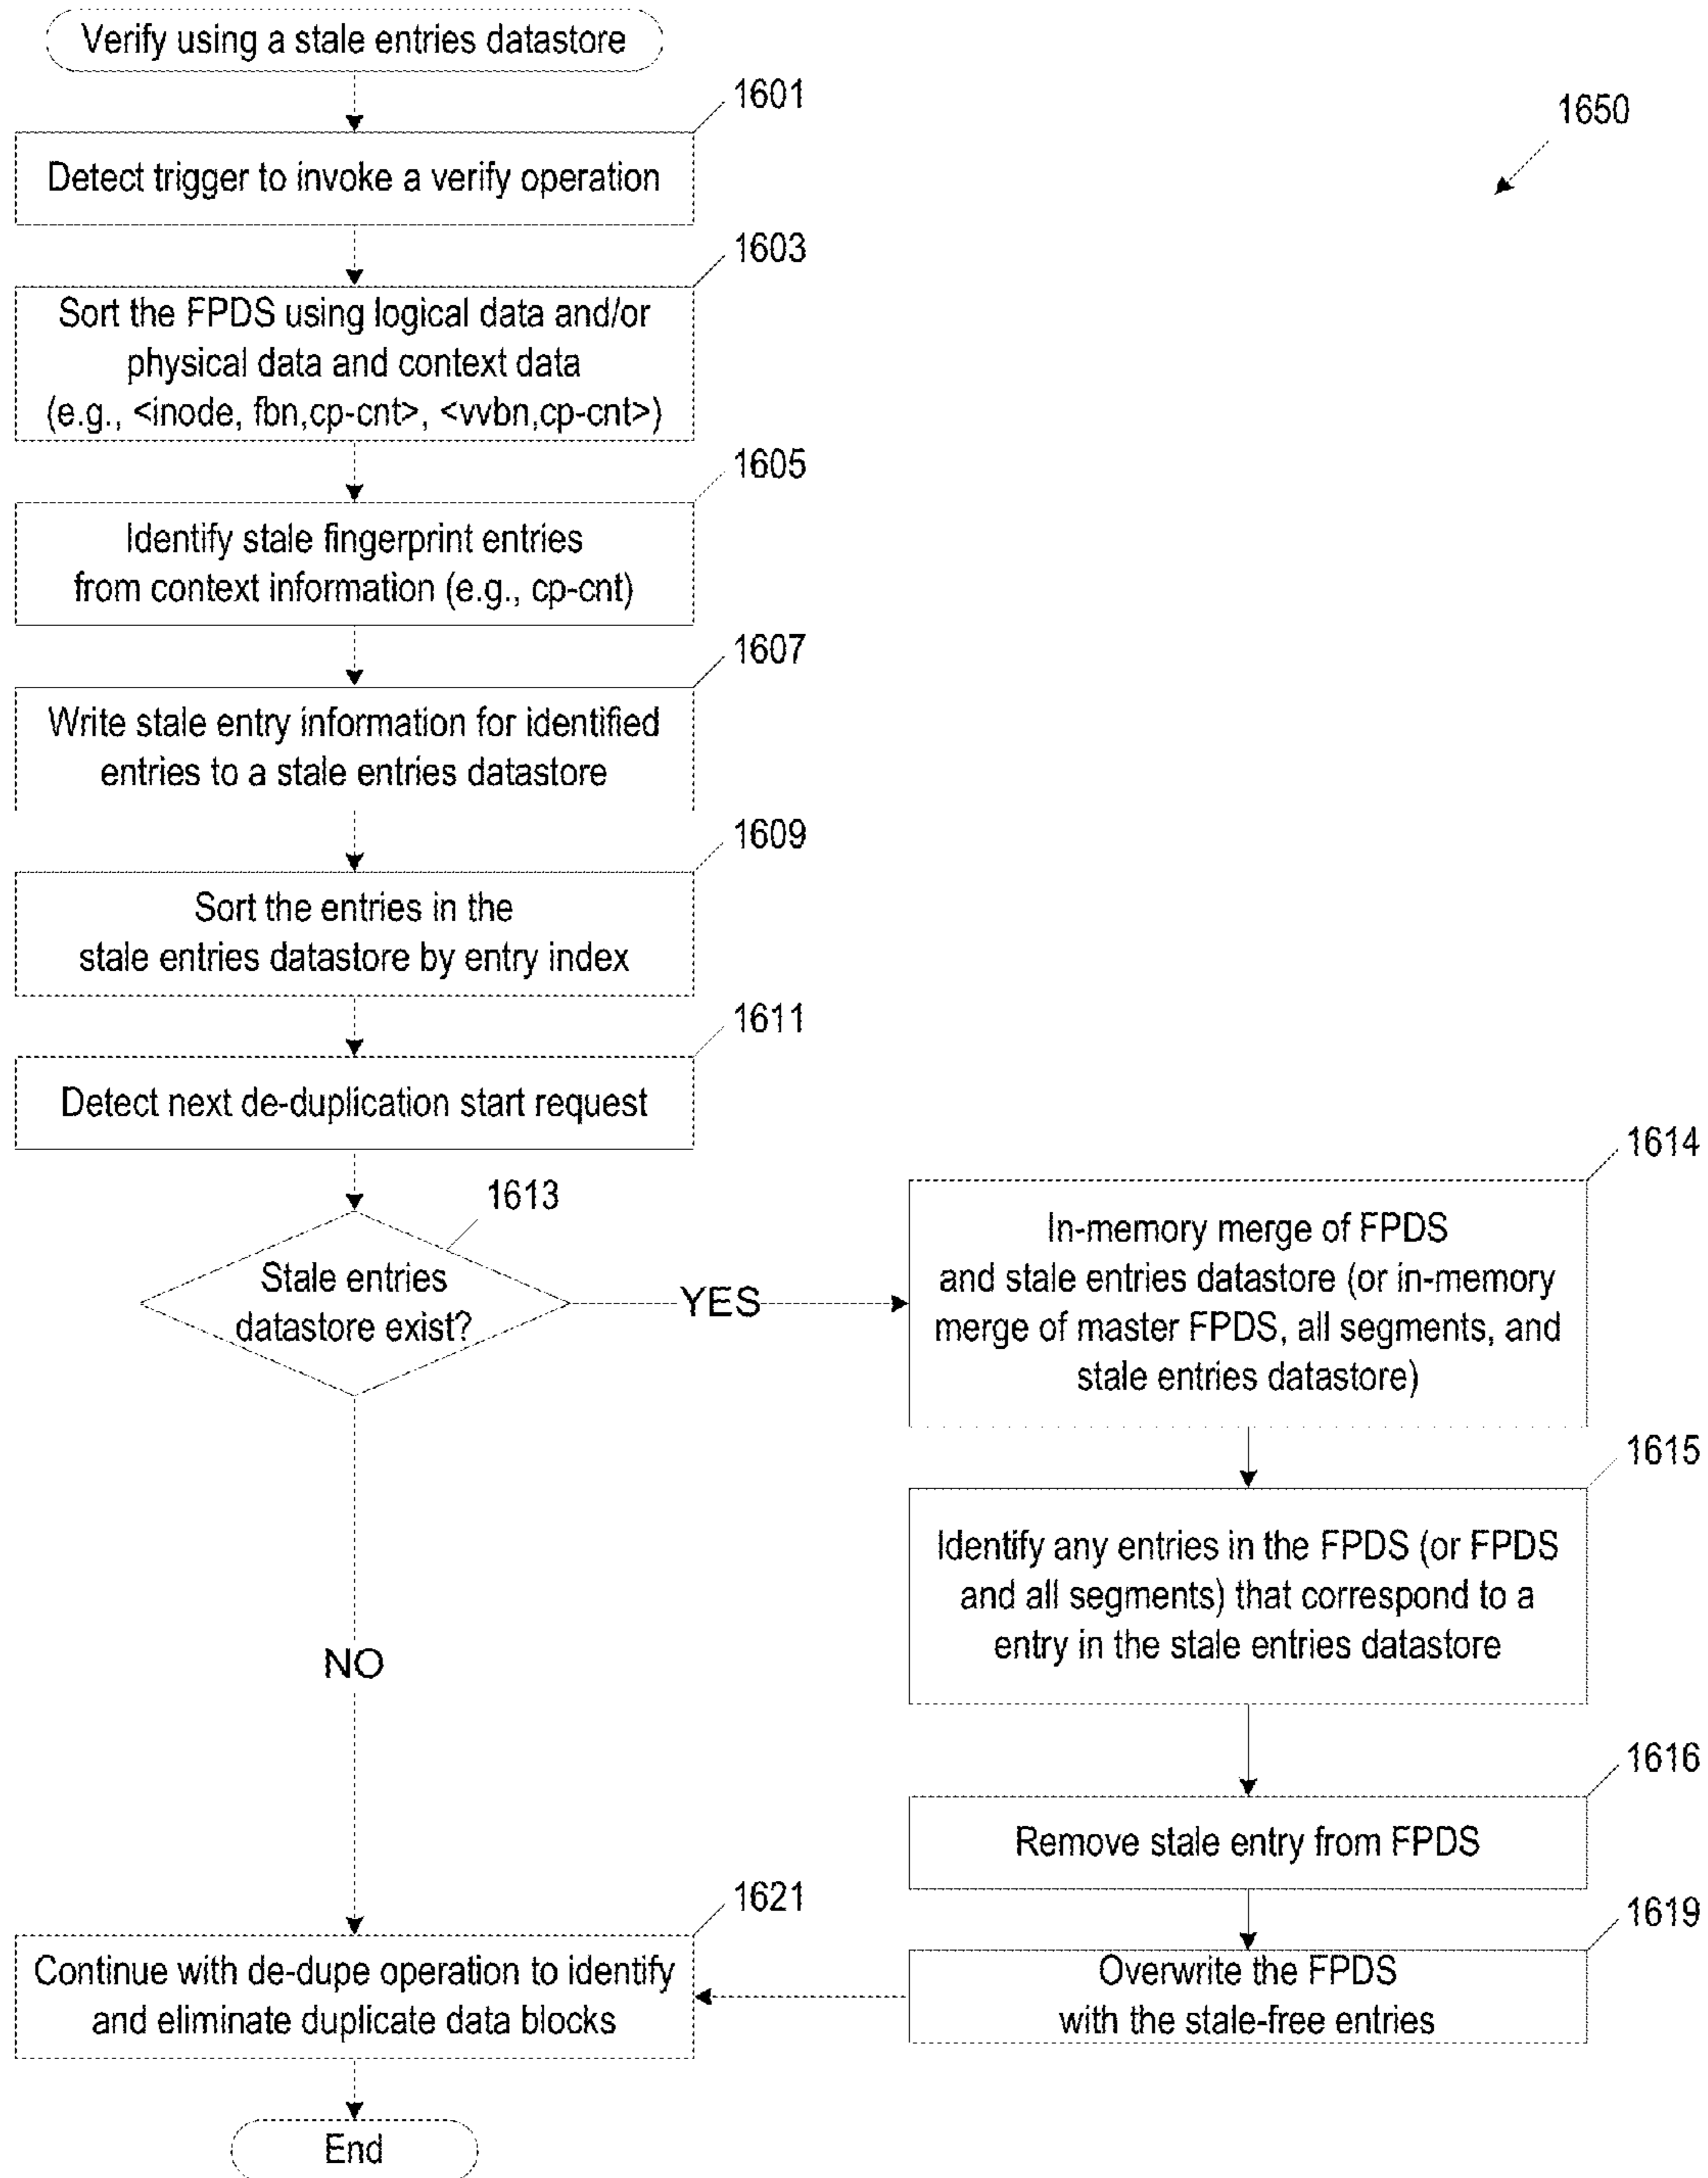 Verify using a stale entries datastore
1601
1650
Detect trigger to invoke a verify operation
1603
Sort the FPDS using logical data and/or
physical data and context data
(e.g., <inode, fbn,cp-cnt>, <vvbn,cp-cnt>)
1605
Identify stale fingerprint entries
from context information (e.g., cp-cnt)
1607
Write stale entry information for identified
entries to a stale entries datastore
1609
Sort the entries in the
stale entries datastore by entry index
1611
Detect next de-duplication start request
1613
Stale entries
datastore exist?
YES
1614
In-memory merge of FPDS
and stale entries datastore (or in-memory
merge of master FPDS, all segments, and
stale entries datastore)
1615
Identify any entries in the FPDS (or FPDS
and all segments) that correspond to a
entry in the stale entries datastore
NO
1616
Remove stale entry from FPDS
1619
Overwrite the FPDS
with the stale-free entries
1621
Continue with de-dupe operation to identify
and eliminate duplicate data blocks
End